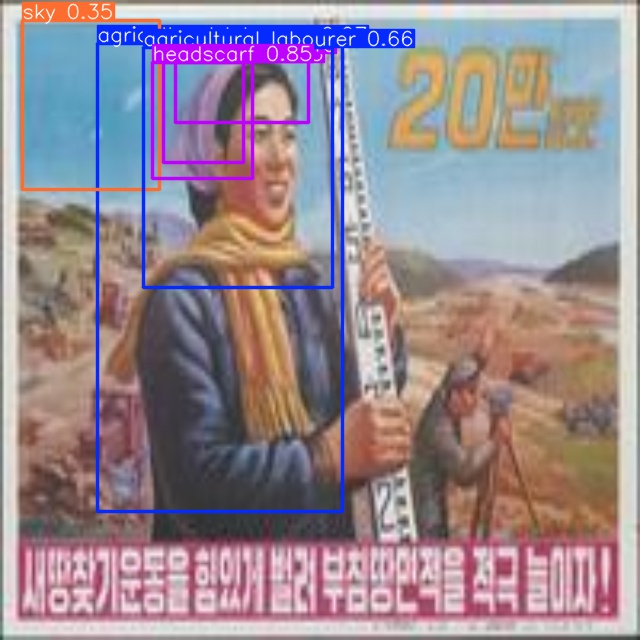 sky 0.35
agricultural labourer 0.66
headscarf 0.85
20만
새땅찾기운동을 힘있게 벌려 부침땅면적을 적극 늘이자!
2